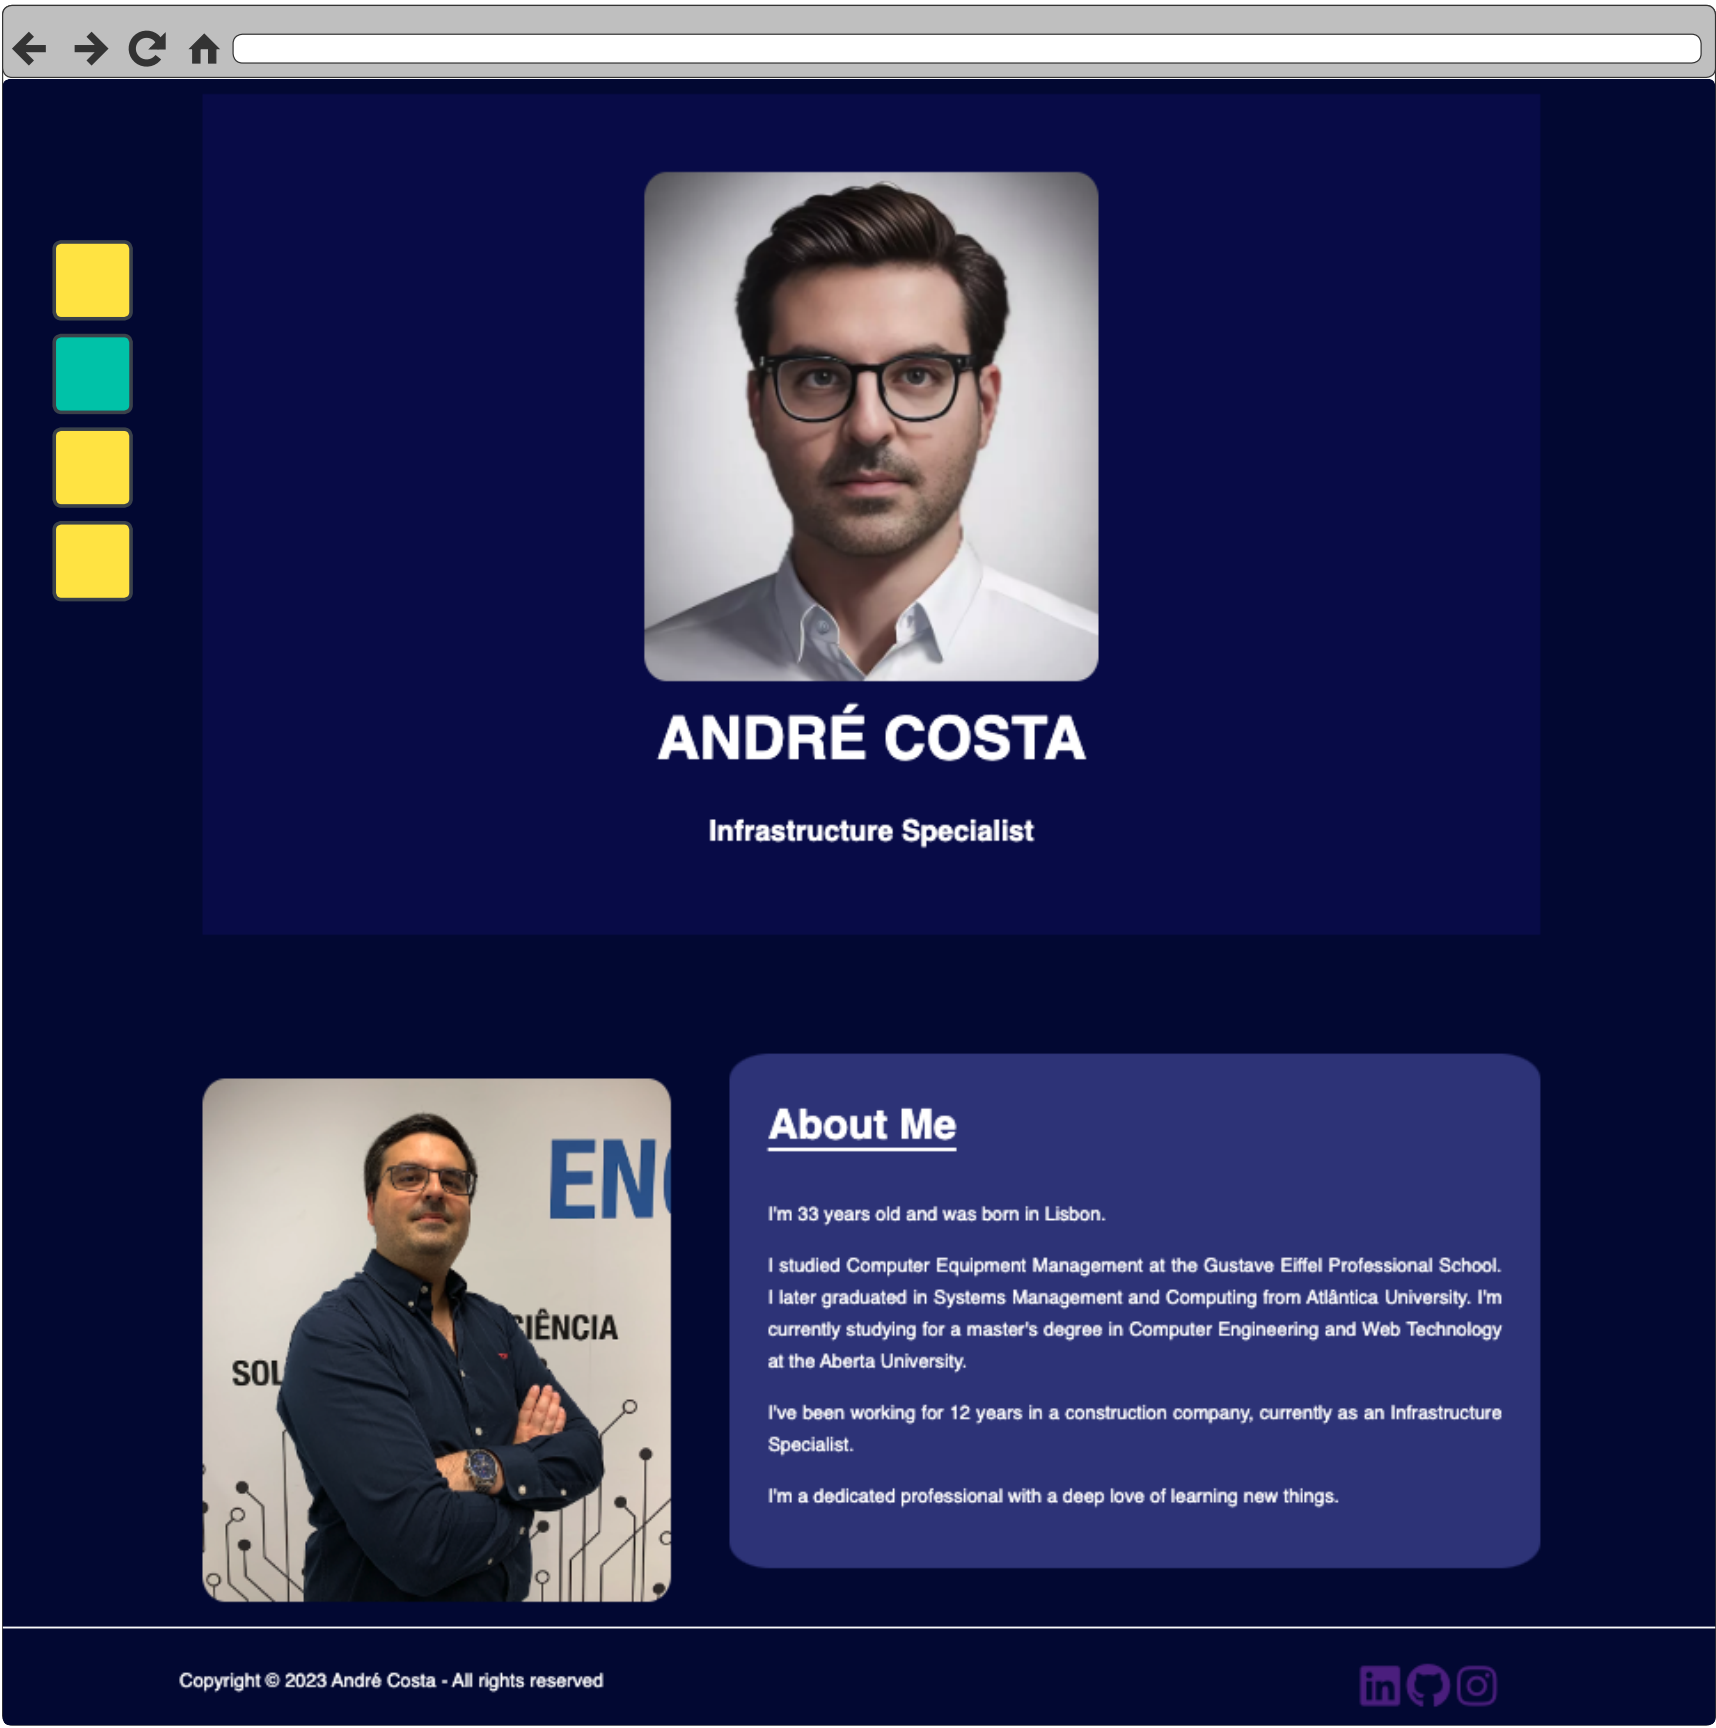 ANDRÉ COSTA
Infrastructure Specialist
ENG
SOL
IÊNCIA
About Me
I'm 33 years old and was born in Lisbon.
I studied Computer Equipment Management at the Gustave Eiffel Professional School.
I later graduated in Systems Management and Computing from Atlântica University. I'm
currently studying for a master's degree in Computer Engineering and Web Technology
at the Aberta University.
I've been working for 12 years in a construction company, currently as an Infrastructure
Specialist.
I'm a dedicated professional with a deep love of learning new things.
Copyright © 2023 André Costa - All rights reserved
in